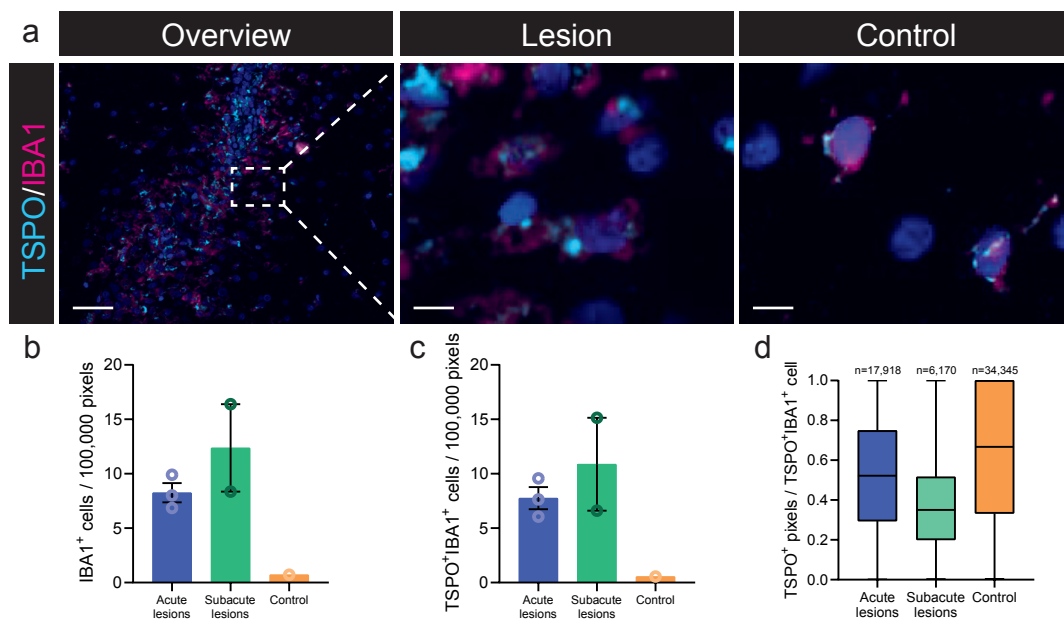 a
Overview
Lesion
Control
TSPO/IBA1
b
IBA1⁺ cells / 100,000 pixels
20
15
10
5
0
Acute
lesions
Subacute
lesions
Control
c
TSPO⁺IBA1⁺ cells / 100,000 pixels
20
15
10
5
0
Acute
lesions
Subacute
lesions
Control
d
TSPO⁺ pixels / TSPO⁺IBA1⁺ cell
n=17,918
n=6,170
n=34,345
1.0
0.8
0.6
0.4
0.2
0.0
Acute
lesions
Subacute
lesions
Control